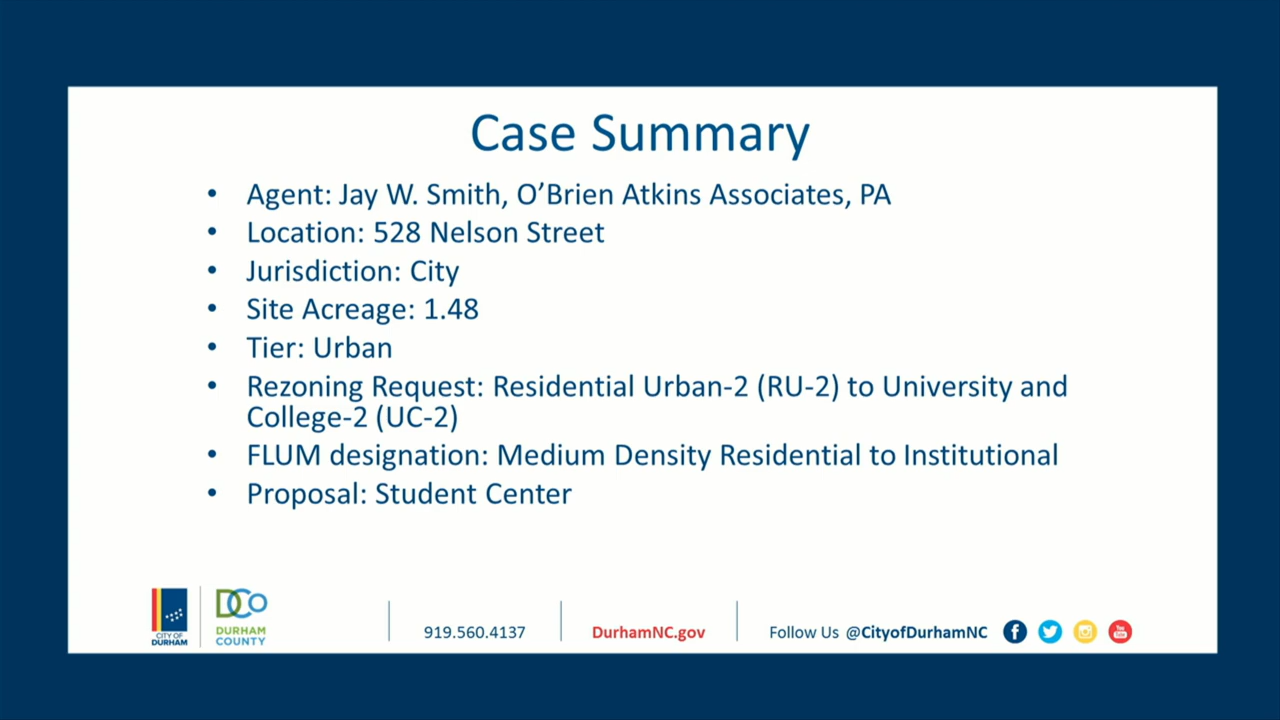 Case Summary
• Agent: Jay W. Smith, O’Brien Atkins Associates, PA
• Location: 528 Nelson Street
• Jurisdiction: City
• Site Acreage: 1.48
• Tier: Urban
• Rezoning Request: Residential Urban-2 (RU-2) to University and
College-2 (UC-2)
• FLUM designation: Medium Density Residential to Institutional
• Proposal: Student Center
CITY OF
DURHAM
DCo
DURHAM
COUNTY
919.560.4137
DurhamNC.gov
Follow Us @CityofDurhamNC
You
Tube